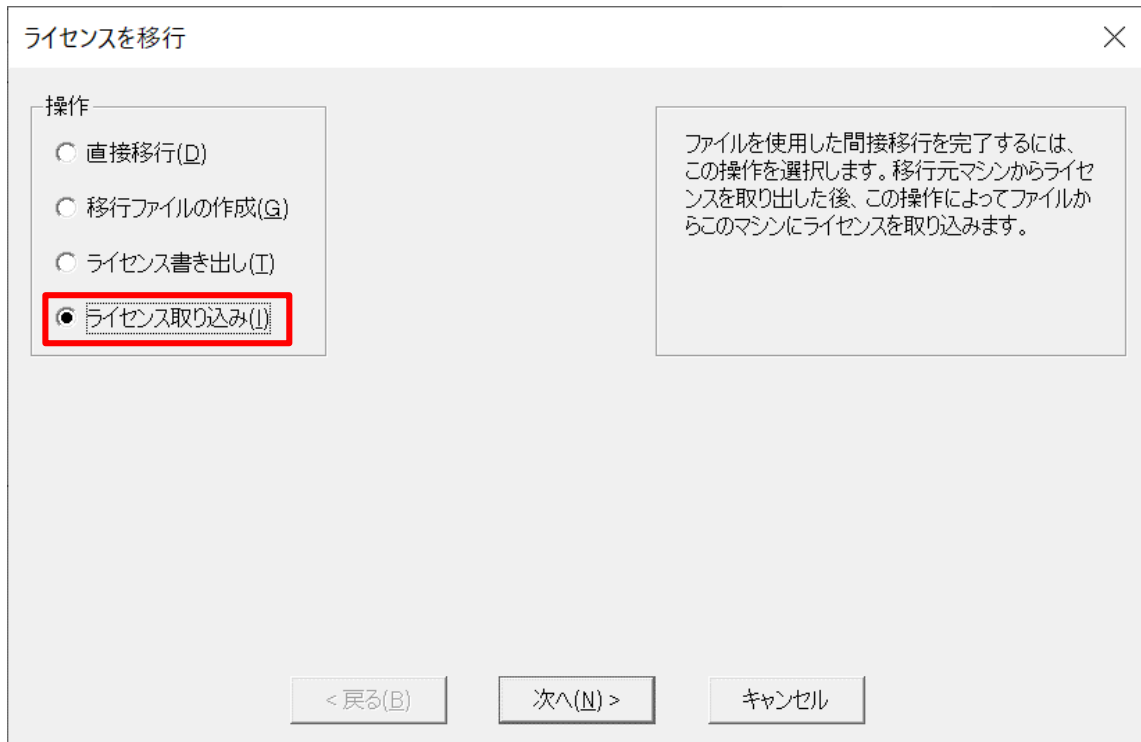 ライセンスを移行
操作
直接移行(D)
移行ファイルの作成(G)
ライセンス書き出し(T)
ライセンス取り込み(I)
ファイルを使用した間接移行を完了するには、
この操作を選択します。移行元マシンからライセ
ンスを取り出した後、この操作によってファイルか
らこのマシンにライセンスを取り込みます。
< 戻る(B)
次へ(N) >
キャンセル